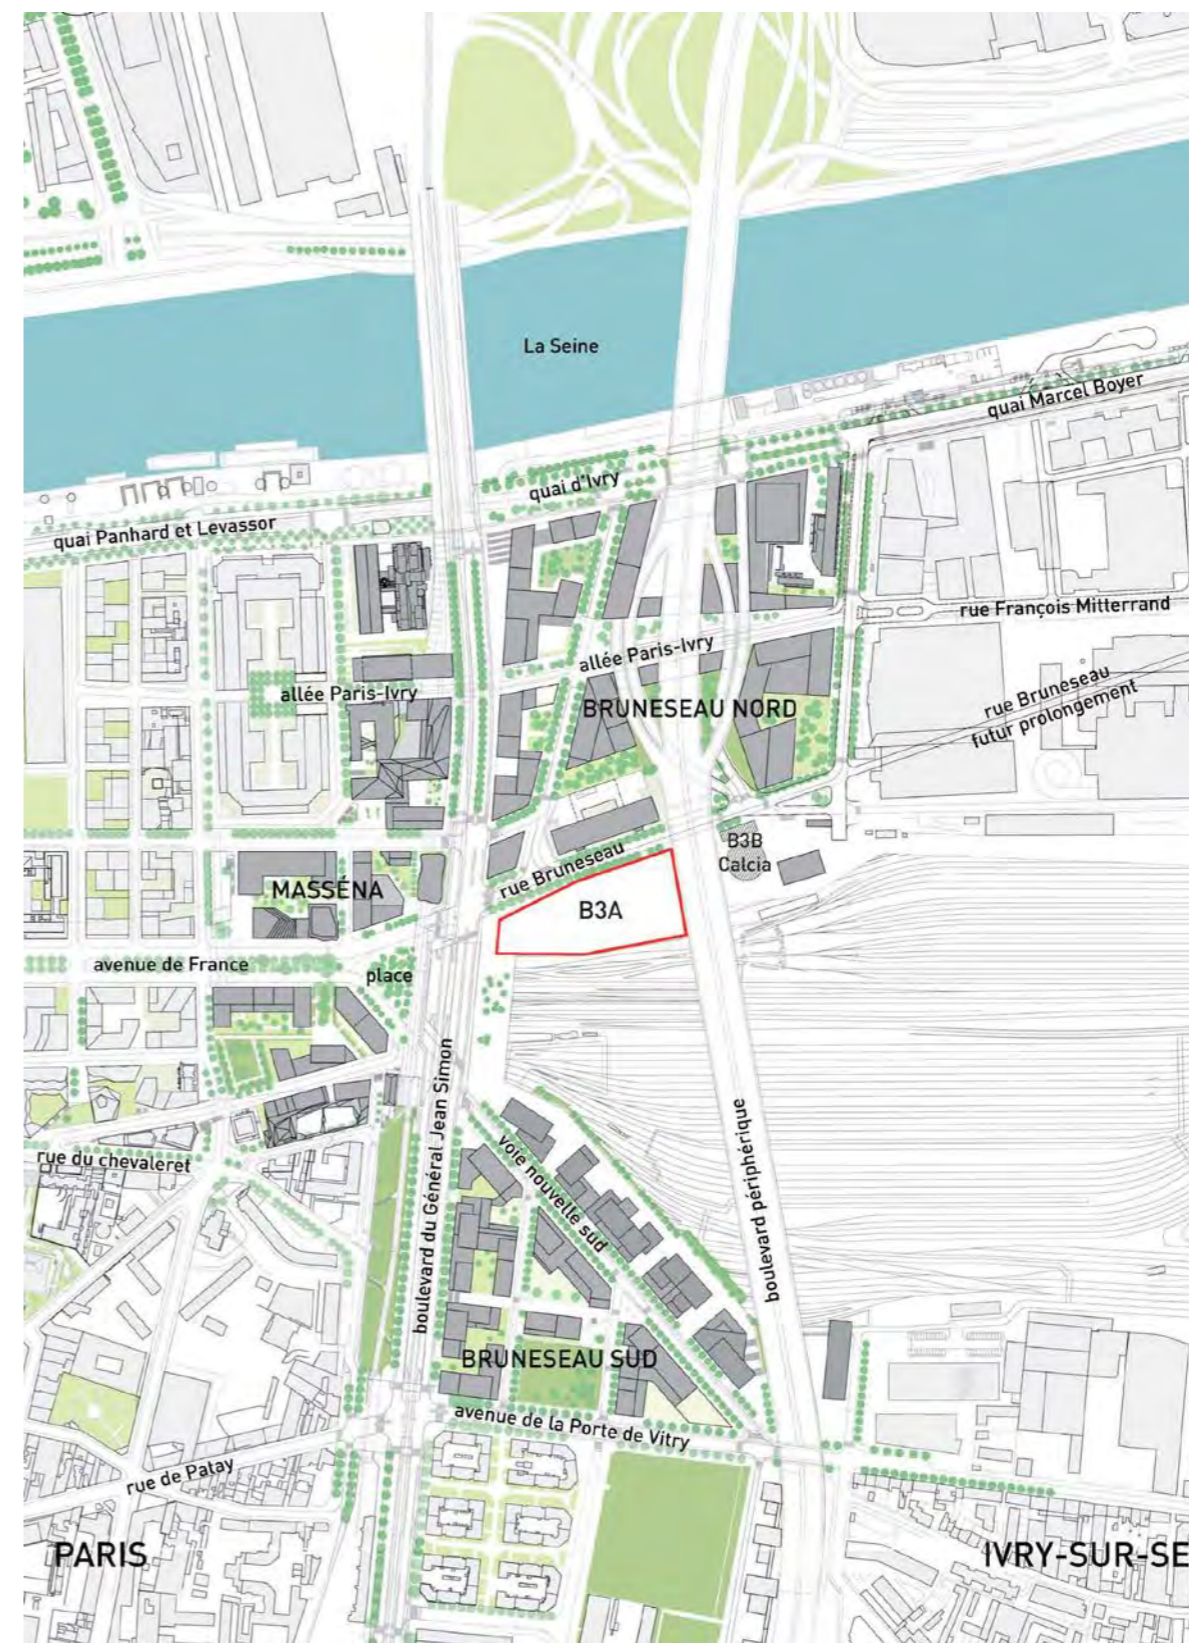 La Seine
quai Marcel Boyer
quai d'Ivry
quai Panhard et Levassor
rue François Mitterrand
allée Paris-Ivry
allée Paris-Ivry
BRUNESEAU NORD
rue Bruneseau
futur prolongement
B3B
Calcia
rue Bruneseau
MASSÉNA
B3A
avenue de France
place
boulevard du Général Jean Simon
voie nouvelle sud
boulevard périphérique
rue du chevaleret
BRUNESEAU SUD
avenue de la Porte de Vitry
rue de Patay
PARIS
IVRY-SUR-SE